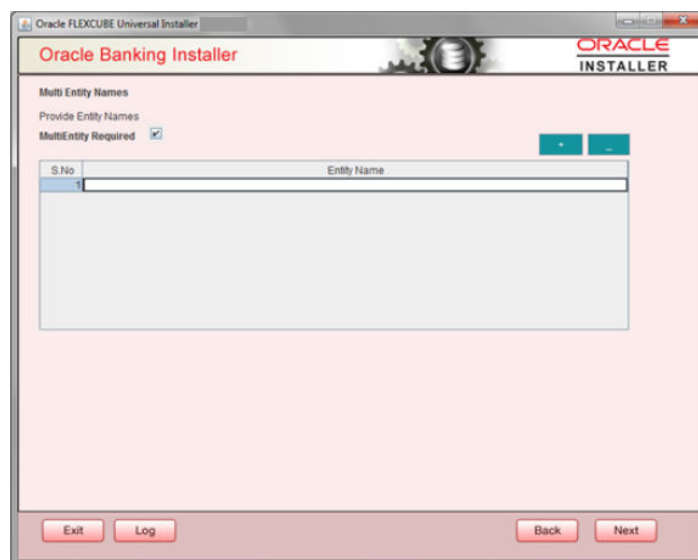 Oracle FLEXCUBE Universal Installer
Oracle Banking Installer
ORACLE
INSTALLER
Multi Entity Names
Provide Entity Names
MultiEntity Required
+ _
S.No Entity Name
1
Exit Log Back Next